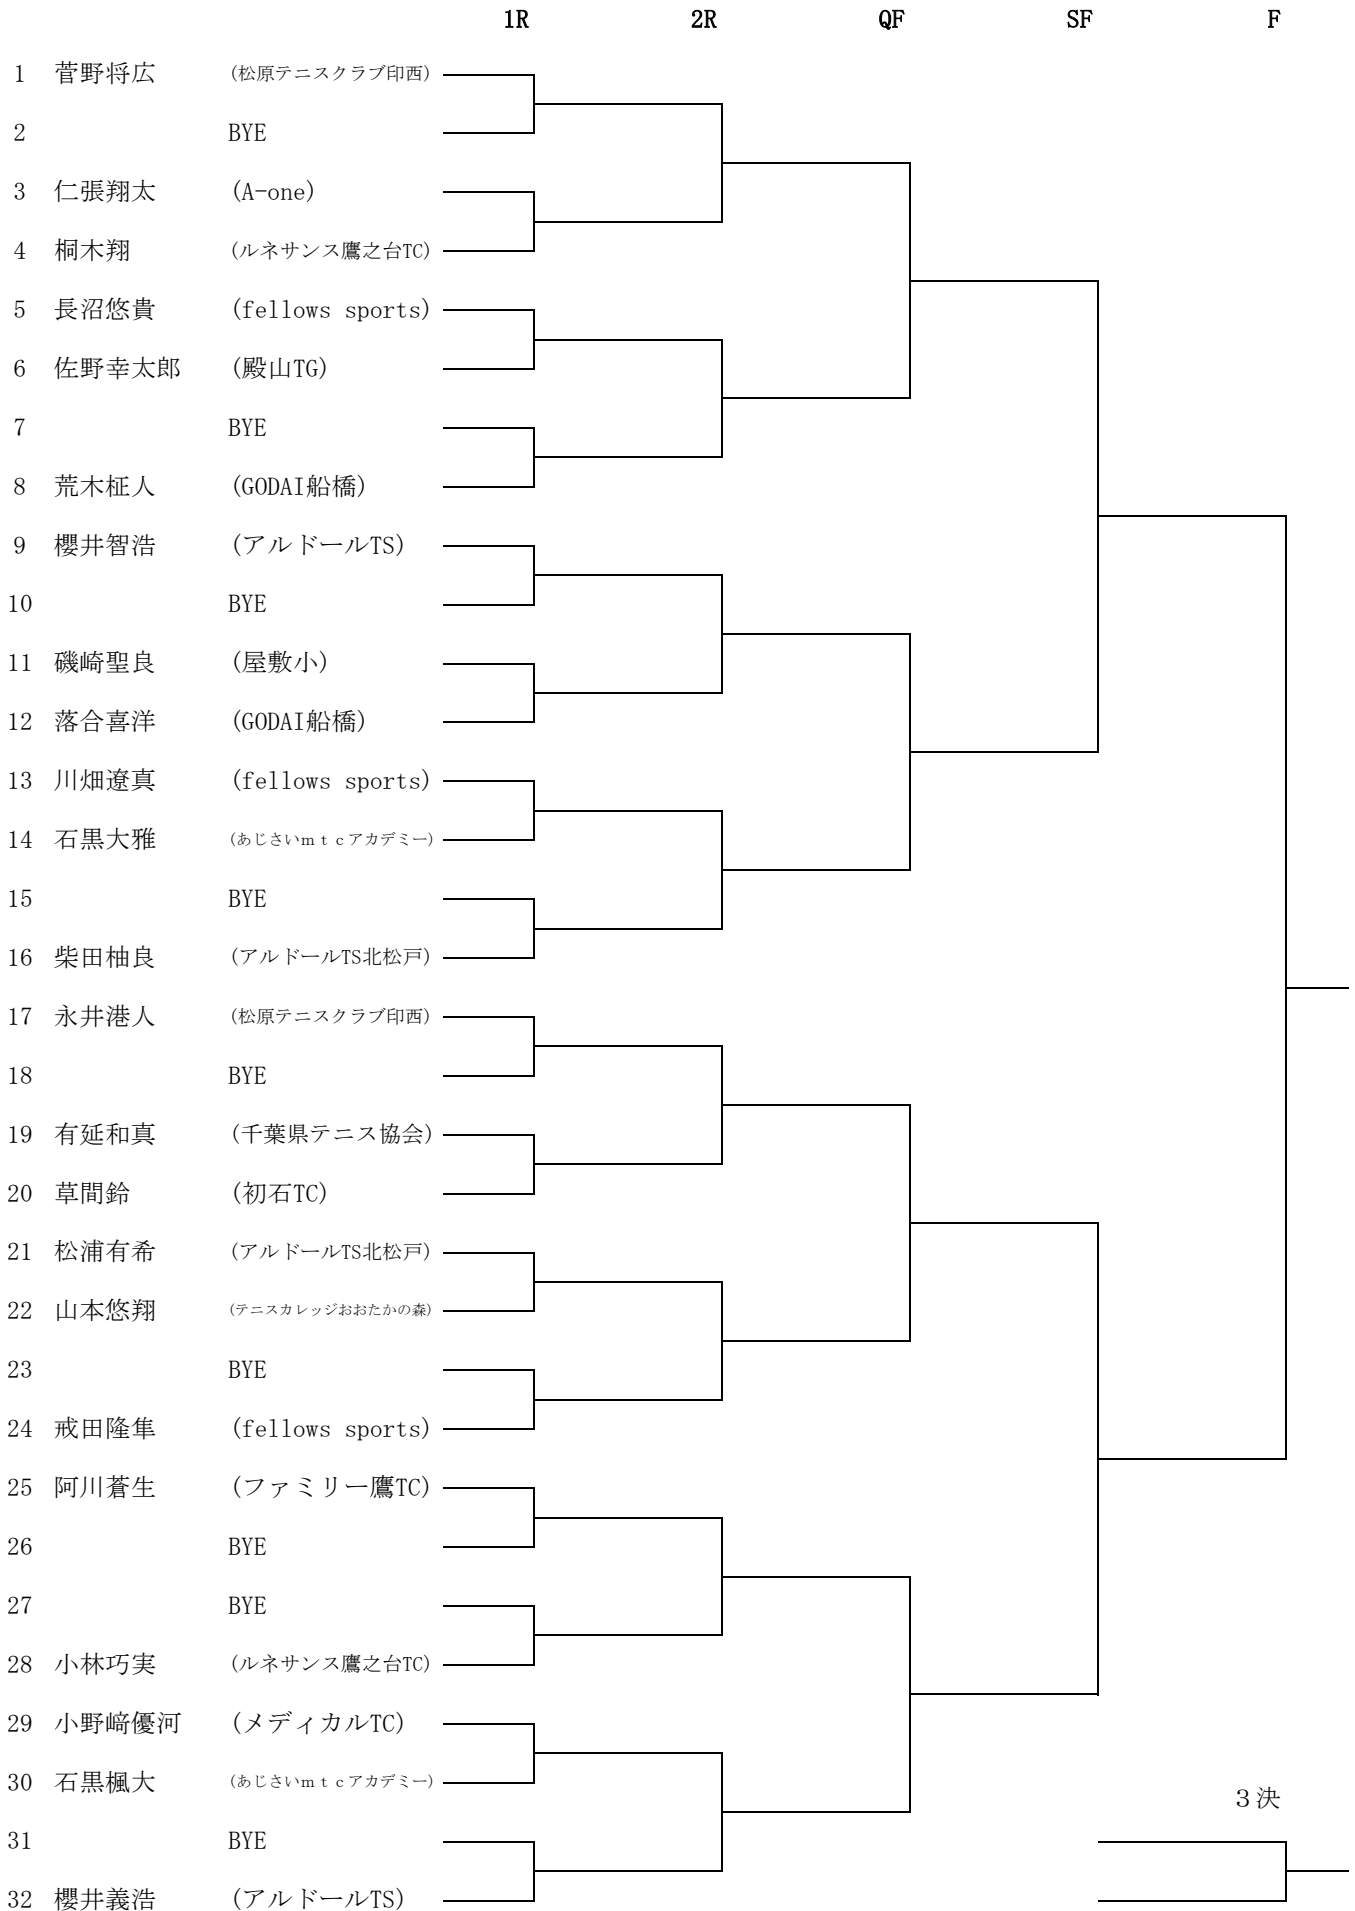 1R 2R QF SF F
1 菅野将広 (松原テニスクラブ印西)
2 BYE
3 仁張翔太 (A-one)
4 桐木翔 (ルネサンス鷹之台TC)
5 長沼悠貴 (fellows sports)
6 佐野幸太郎 (殿山TG)
7 BYE
8 荒木柾人 (GODAI船橋)
9 櫻井智浩 (アルドールTS)
10 BYE
11 磯崎聖良 (屋敷小)
12 落合喜洋 (GODAI船橋)
13 川畑遼真 (fellows sports)
14 石黒大雅 (あじさいｍｔｃアカデミー)
15 BYE
16 柴田柚良 (アルドールTS北松戸)
17 永井港人 (松原テニスクラブ印西)
18 BYE
19 有延和真 (千葉県テニス協会)
20 草間鈴 (初石TC)
21 松浦有希 (アルドールTS北松戸)
22 山本悠翔 (テニスカレッジおおたかの森)
23 BYE
24 戒田隆隼 (fellows sports)
25 阿川蒼生 (ファミリー鷹TC)
26 BYE
27 BYE
28 小林巧実 (ルネサンス鷹之台TC)
29 小野﨑優河 (メディカルTC)
30 石黒楓大 (あじさいｍｔｃアカデミー)
３決
31 BYE
32 櫻井義浩 (アルドールTS)